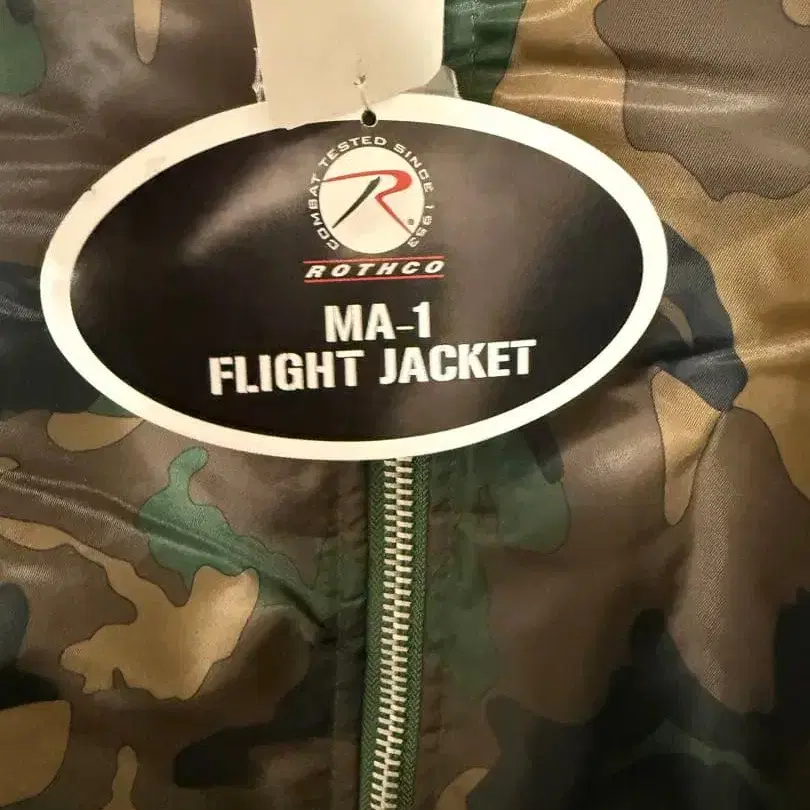 COMBAT TESTED SINCE 1953
R
ROTHCO
MA-1
FLIGHT JACKET